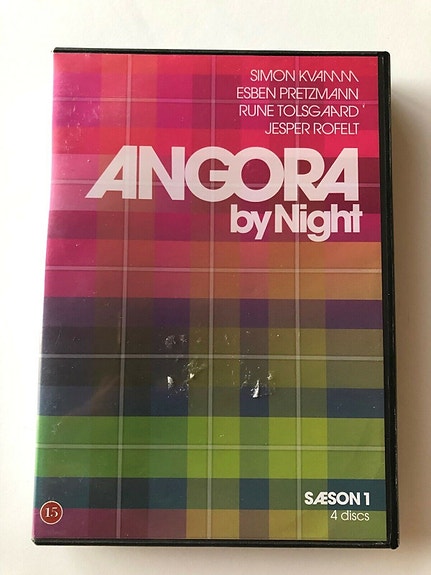 SIMON KVAMM
ESBEN PRETZMANN
RUNE TOLSGAARD
JESPER ROFELT
ANGORA
by Night
SÆSON 1
4 discs
15